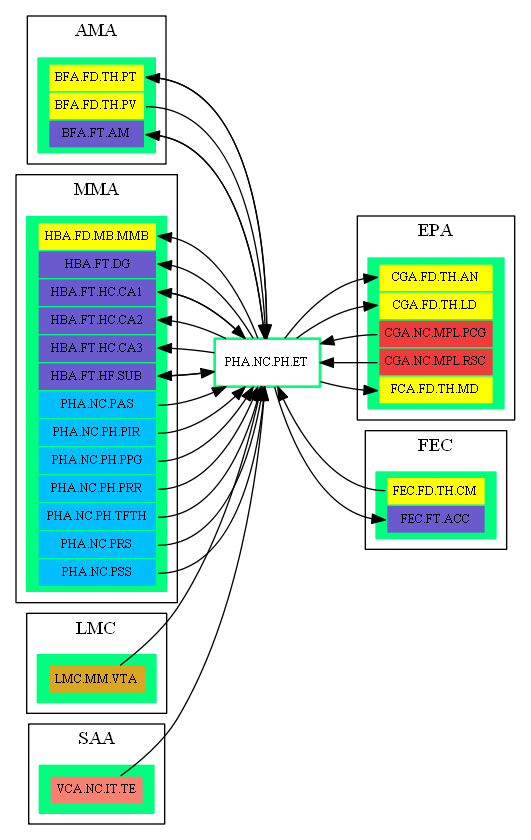 AMA
BFA.FD.TH.PT
BFA.FD.TH.PV
BFA.FT.AM
MMA
HBA.FD.MB.MMB
HBA.FT.DG
HBA.FT.HC.CA1
HBA.FT.HC.CA2
HBA.FT.HC.CA3
HBA.FT.HF.SUB
PHA.NC.PAS
PHA.NC.PH.PIR
PHA.NC.PH.PPG
PHA.NC.PH.PRR
PHA.NC.PH.TFTH
PHA.NC.PRS
PHA.NC.PSS
LMC
LMC.MM.VTA
SAA
VCA.NC.IT.TE
PHA.NC.PH.ET
EPA
CGA.FD.TH.AN
CGA.FD.TH.LD
CGA.NC.MPL.PCG
CGA.NC.MPL.RSC
FCA.FD.TH.MD
FEC
FEC.FD.TH.CM
FEC.FT.ACC